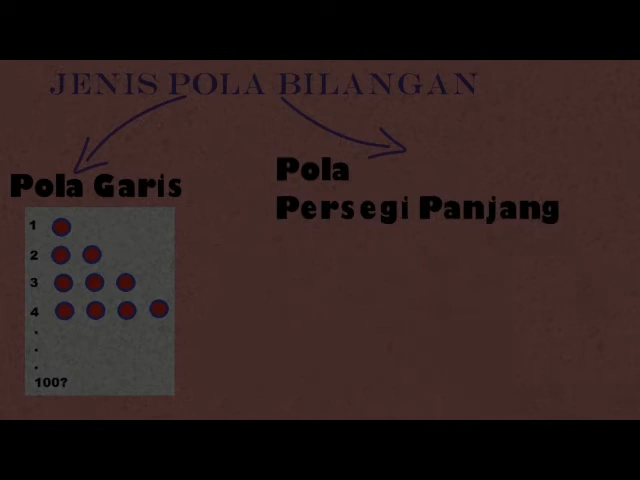 JENIS POLA BILANGAN
Pola Garis
1
2
3
4
.
.
.
100?
Pola
Persegi Panjang